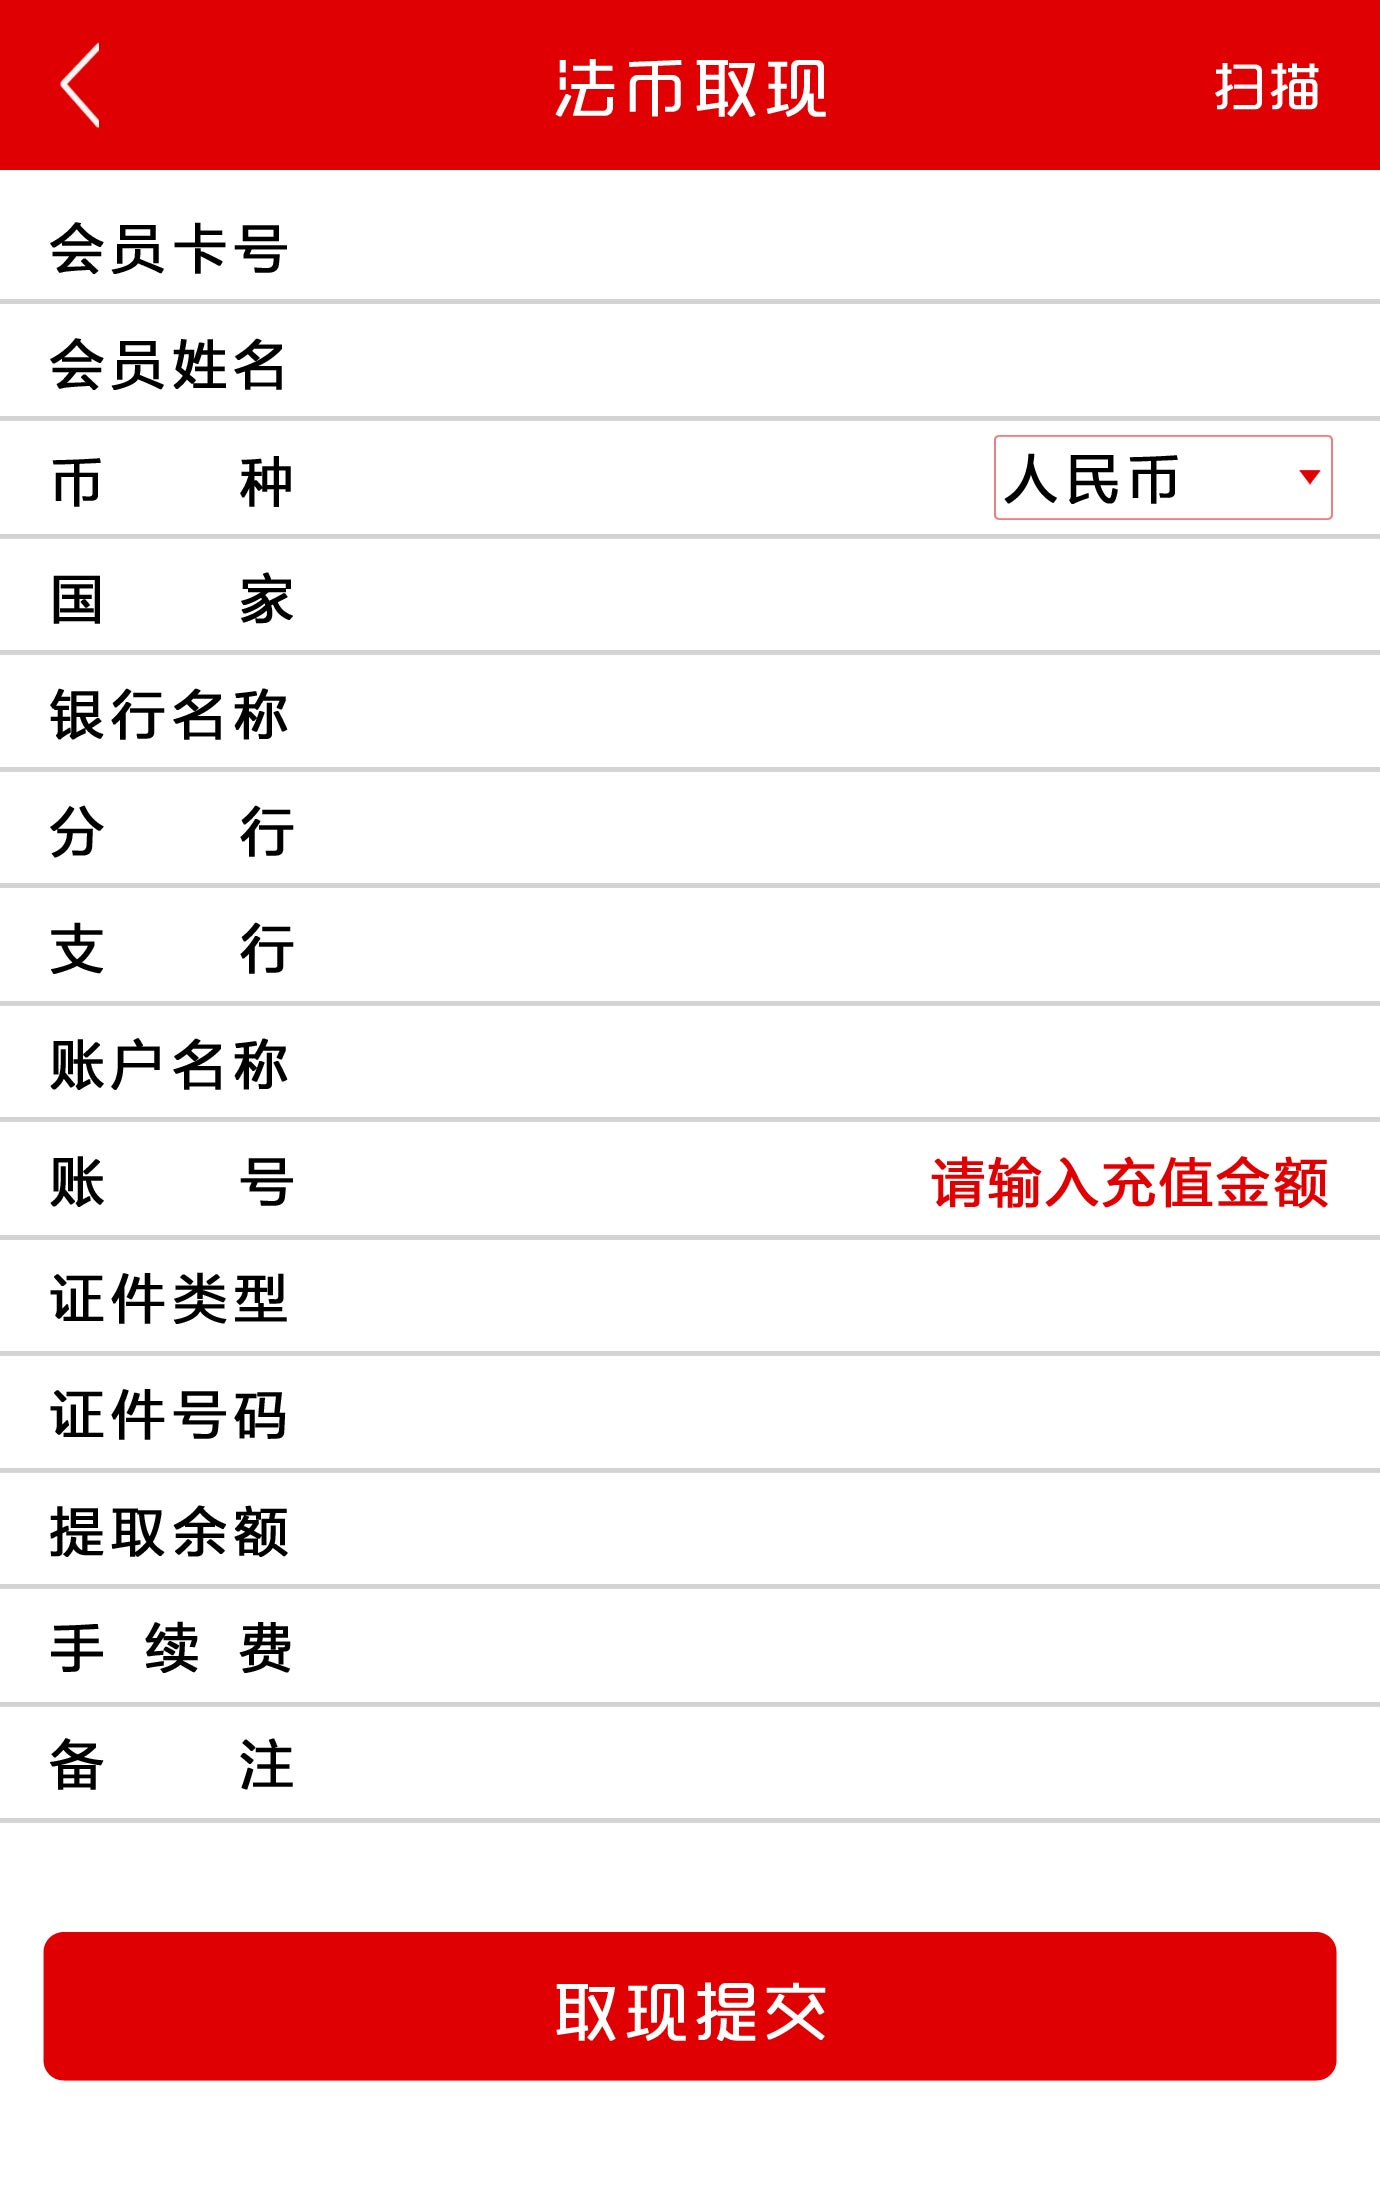 法币取现 扫描
会员卡号
会员姓名
币 种 人民币
国 家
银行名称
分 行
支 行
账户名称
账 号 请输入充值金额
证件类型
证件号码
提取余额
手 续 费
备 注
取现提交